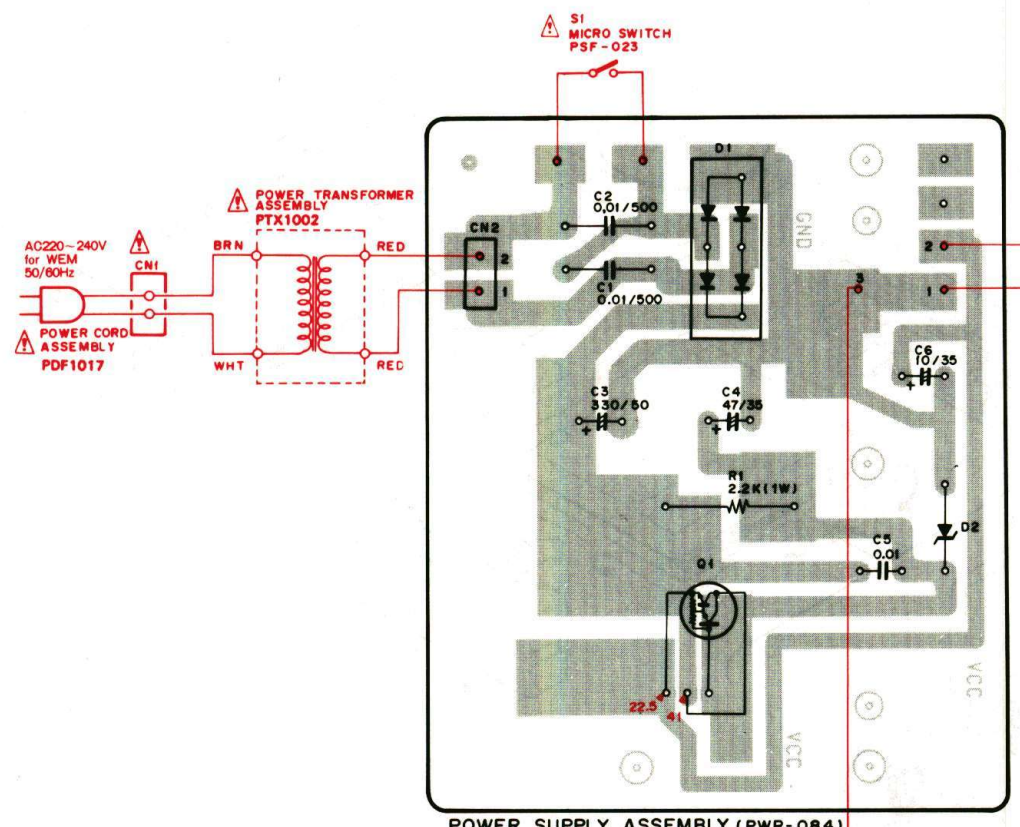 S1
MICRO SWITCH
PSF-023
POWER TRANSFORMER
ASSEMBLY
PTX1002
AC220~240V
for WEM
50/60Hz
CN1
BRN
RED
WHT
RED
POWER CORD
ASSEMBLY
PDF1017
D1
C2
0.01/500
CN2
2
1
C1
0.01/500
GND
2
3
1
C6
10/35
C3
330/50
C4
47/35
R1
2.2K(1W)
D2
C5
0.01
Q1
22.5
41
VCC
VCC
POWER SUPPLY ASSEMBLY (PWR-084)